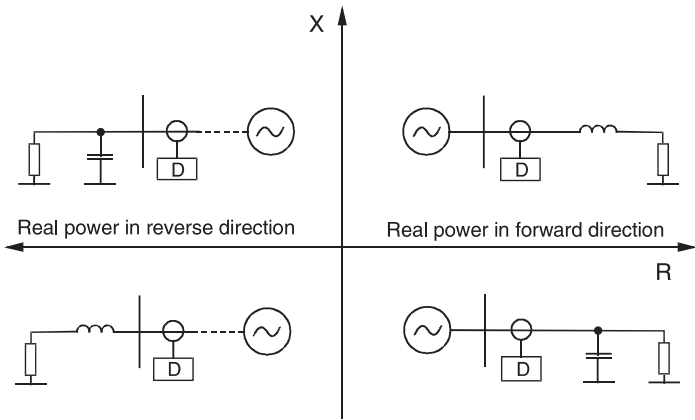 X
D
D
Real power in reverse direction
Real power in forward direction
R
D
D